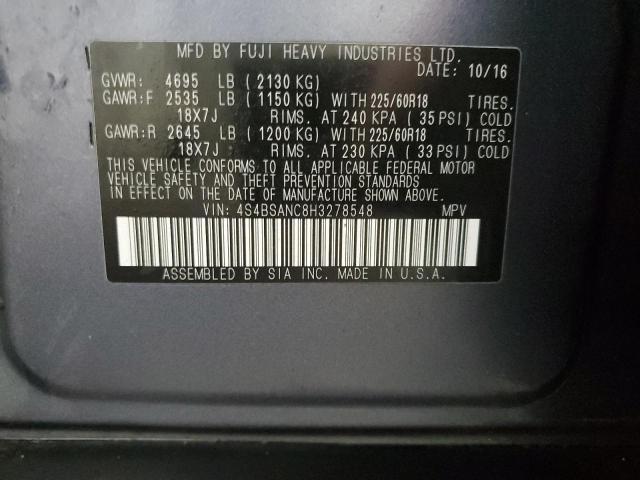 MFD BY FUJI HEAVY INDUSTRIES LTD.
DATE: 10/16
GVWR: 4695 LB (2130 KG)
GAWR:F 2535 LB (1150 KG) WITH 225/60R18 TIRES.
18X7J RIMS. AT 240 KPA (35 PSI) COLD
GAWR:R 2645 LB (1200 KG) WITH 225/60R18 TIRES.
18X7J RIMS. AT 230 KPA (33 PSI) COLD
THIS VEHICLE CONFORMS TO ALL APPLICABLE FEDERAL MOTOR
VEHICLE SAFETY AND THEFT PREVENTION STANDARDS
IN EFFECT ON THE DATE OF MANUFACTURE SHOWN ABOVE.
VIN: 4S4BSANC8H3278548 MPV
ASSEMBLED BY SIA INC. MADE IN U.S.A.